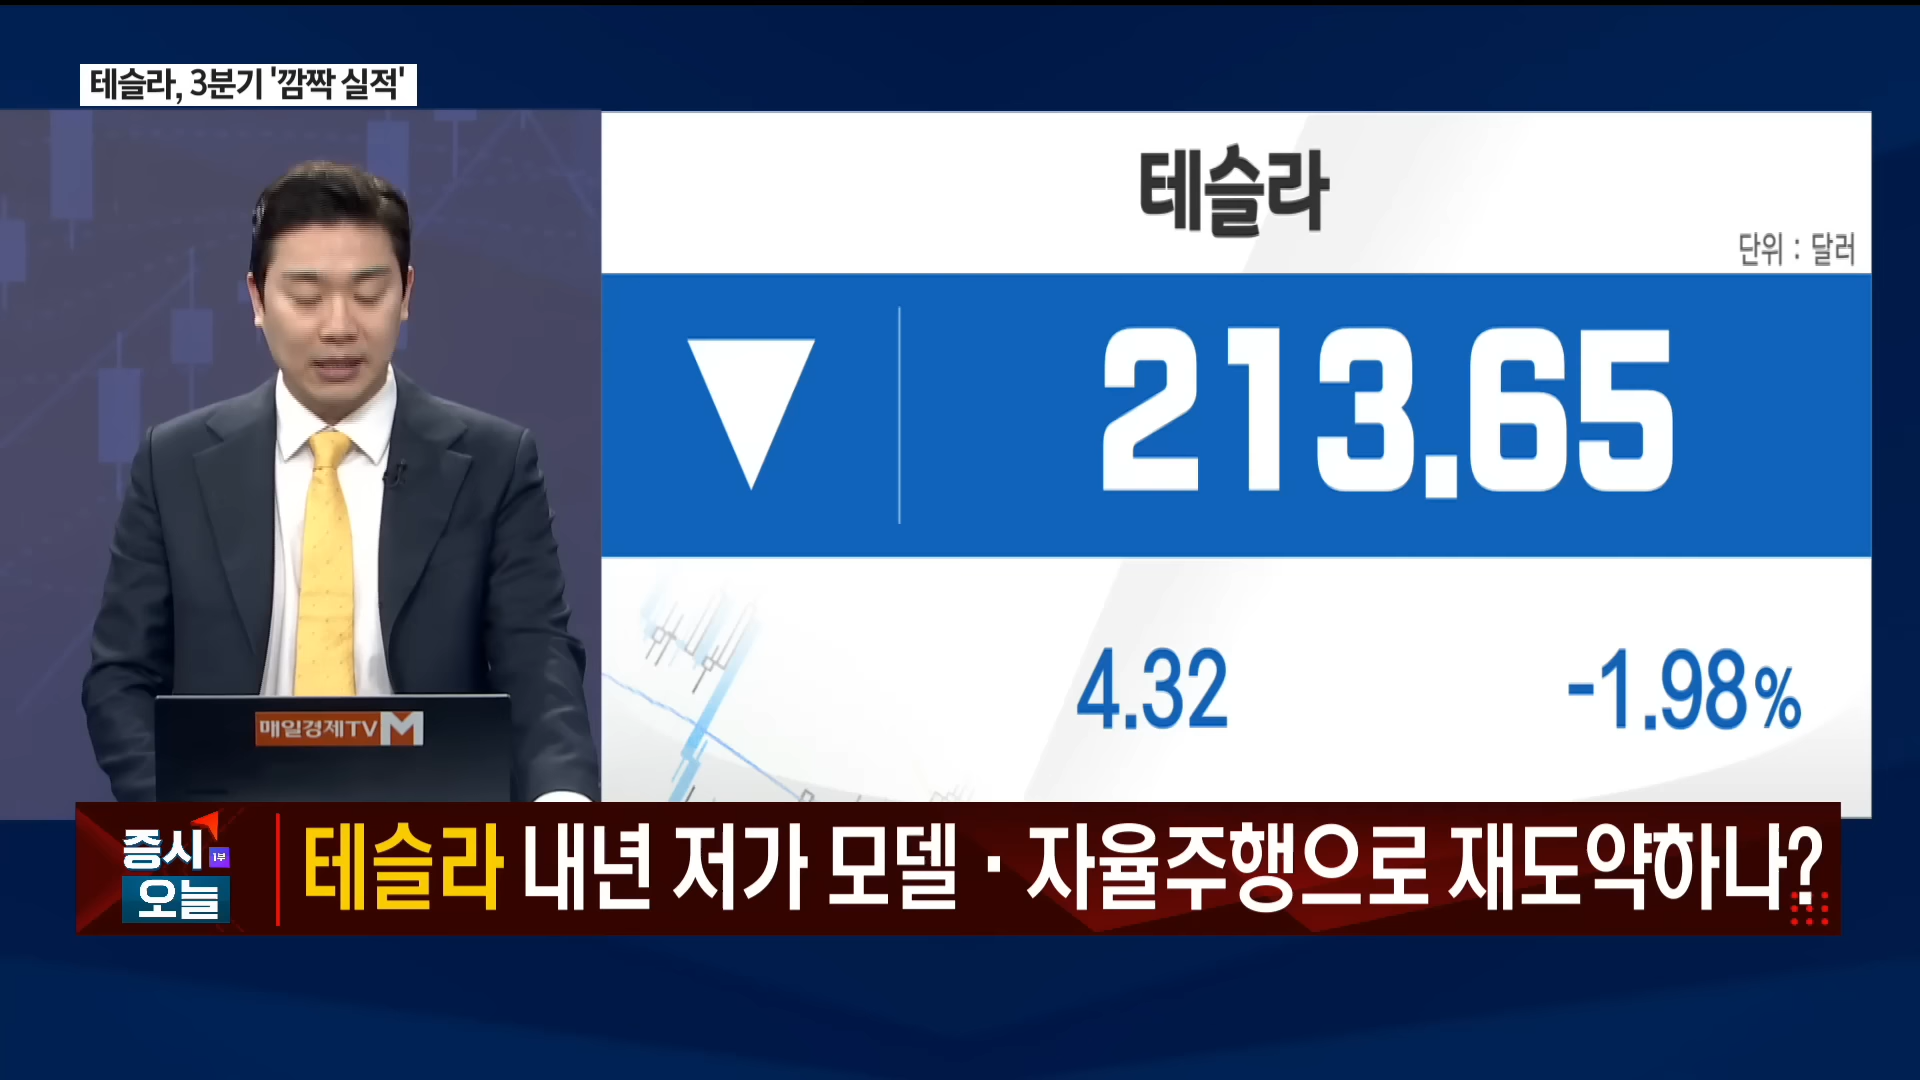 테슬라, 3분기 '깜짝 실적'
테슬라
단위 : 달러
▼ 213.65
4.32 -1.98%
매일경제TV M
증시 1부
오늘
테슬라 내년 저가 모델·자율주행으로 재도약하나?